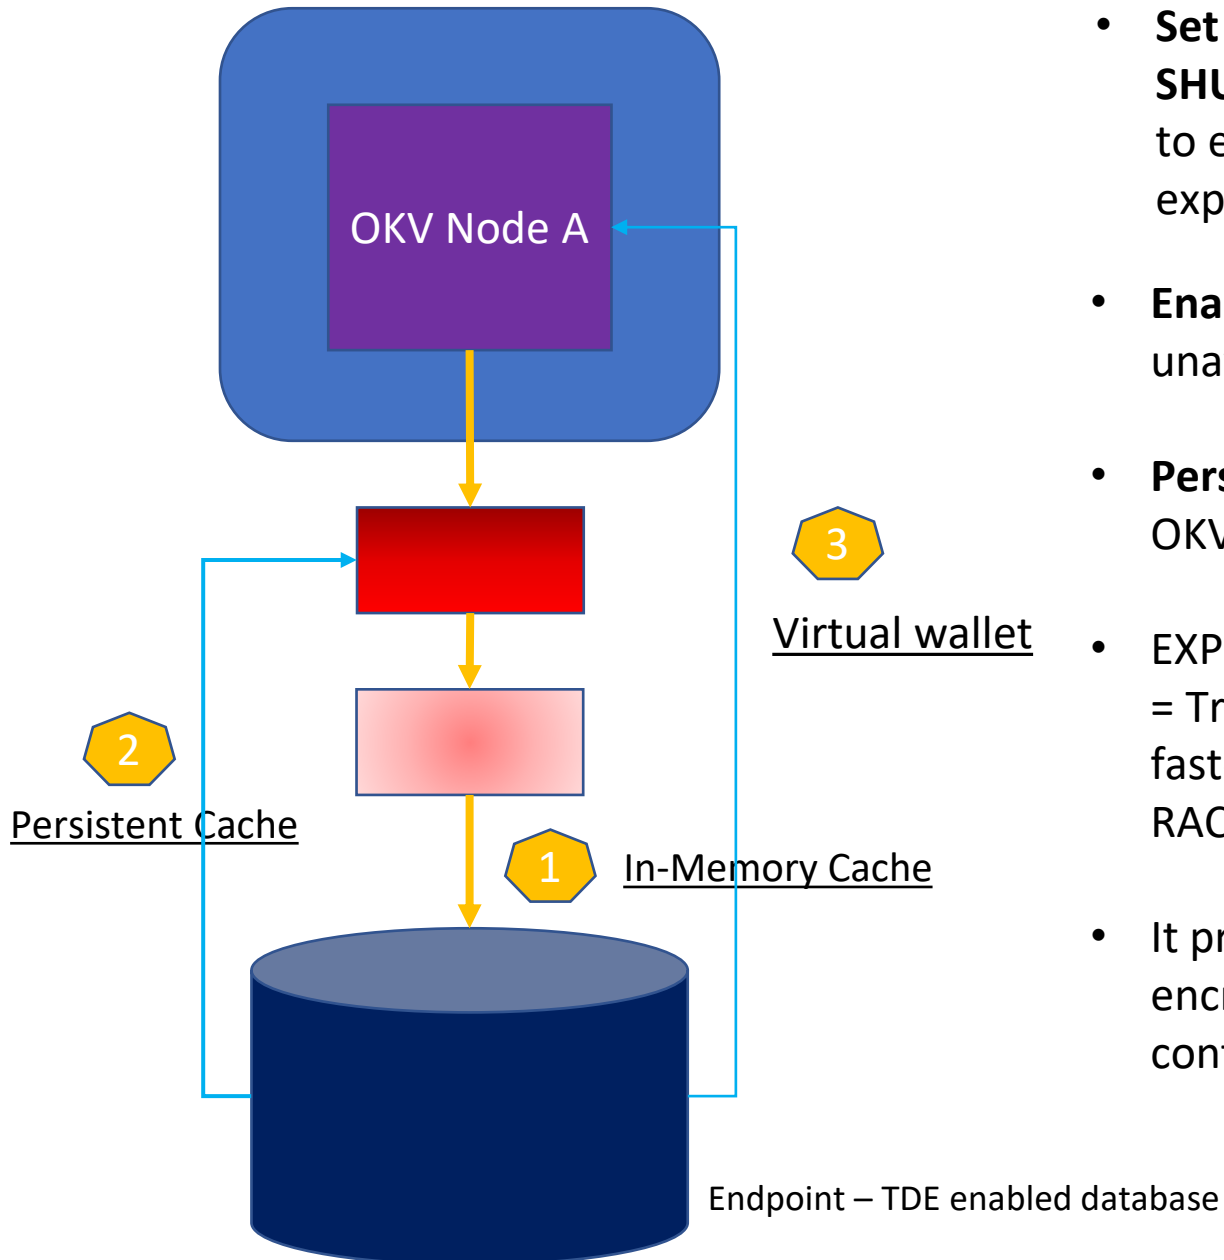 OKV Node A
3
Virtual wallet
2
Persistent Cache
1
In-Memory Cache
Endpoint – TDE enabled database
• Set
to e
exp
• Ena
una
• Pers
OKV
• EXP
= Tr
fast
RAC
• It pr
encr
cont